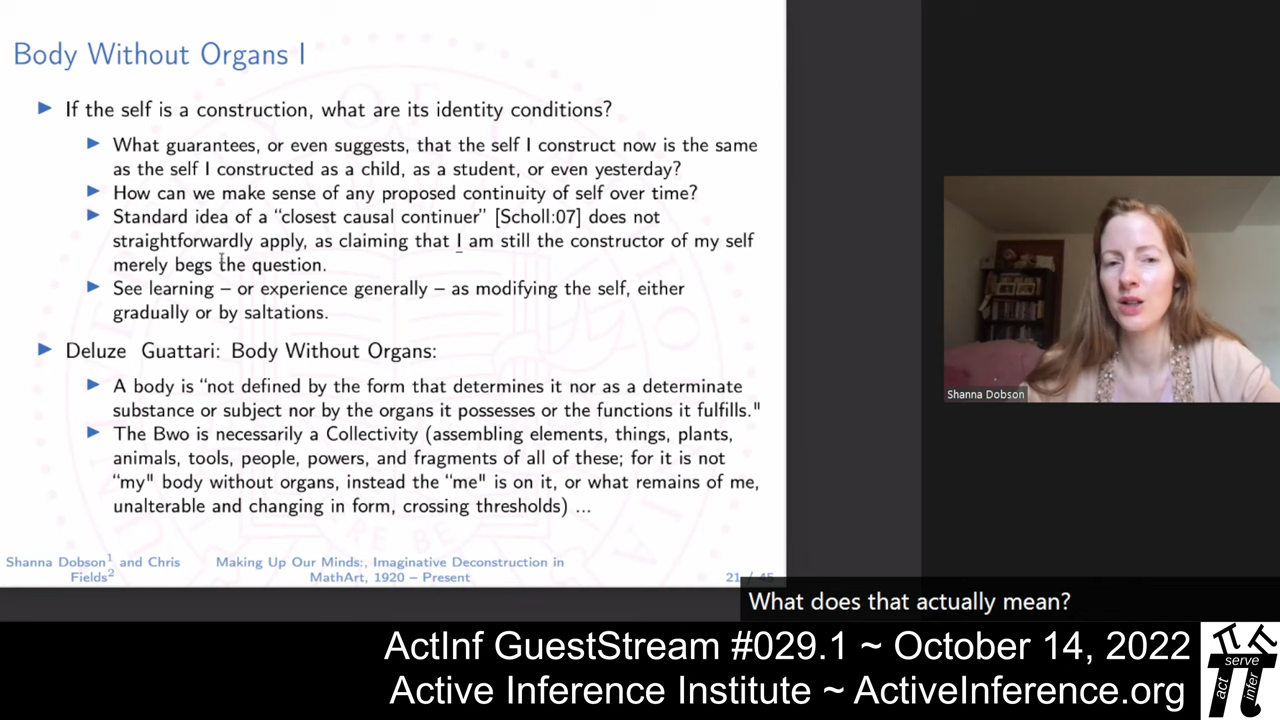 Body Without Organs I
If the self is a construction, what are its identity conditions?
What guarantees, or even suggests, that the self I construct now is the same
as the self I constructed as a child, as a student, or even yesterday?
How can we make sense of any proposed continuity of self over time?
Standard idea of a “closest causal continuer” [Scholl:07] does not
straightforwardly apply, as claiming that I am still the constructor of my self
merely begs the question.
See learning – or experience generally – as modifying the self, either
gradually or by saltations.
Deluze Guattari: Body Without Organs:
A body is “not defined by the form that determines it nor as a determinate
substance or subject nor by the organs it possesses or the functions it fulfills."
The Bwo is necessarily a Collectivity (assembling elements, things, plants,
animals, tools, people, powers, and fragments of all of these; for it is not
“my" body without organs, instead the “me" is on it, or what remains of me,
unalterable and changing in form, crossing thresholds) ...
Shanna Dobson1 and Chris
Fields2
Making Up Our Minds:, Imaginative Deconstruction in
MathArt, 1920 – Present
21 / 45
Shanna Dobson
What does that actually mean?
ActInf GuestStream #029.1 ~ October 14, 2022
Active Inference Institute ~ ActiveInference.org
serve
act
infer